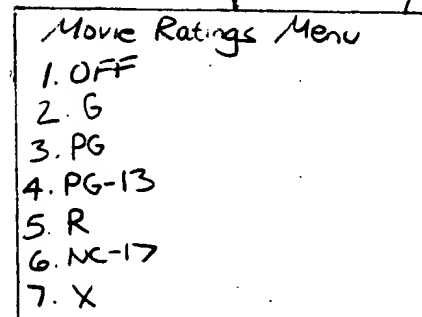 Movie Ratings Menu
1. OFF
2. G
3. PG
4. PG-13
5. R
6. NC-17
7. X